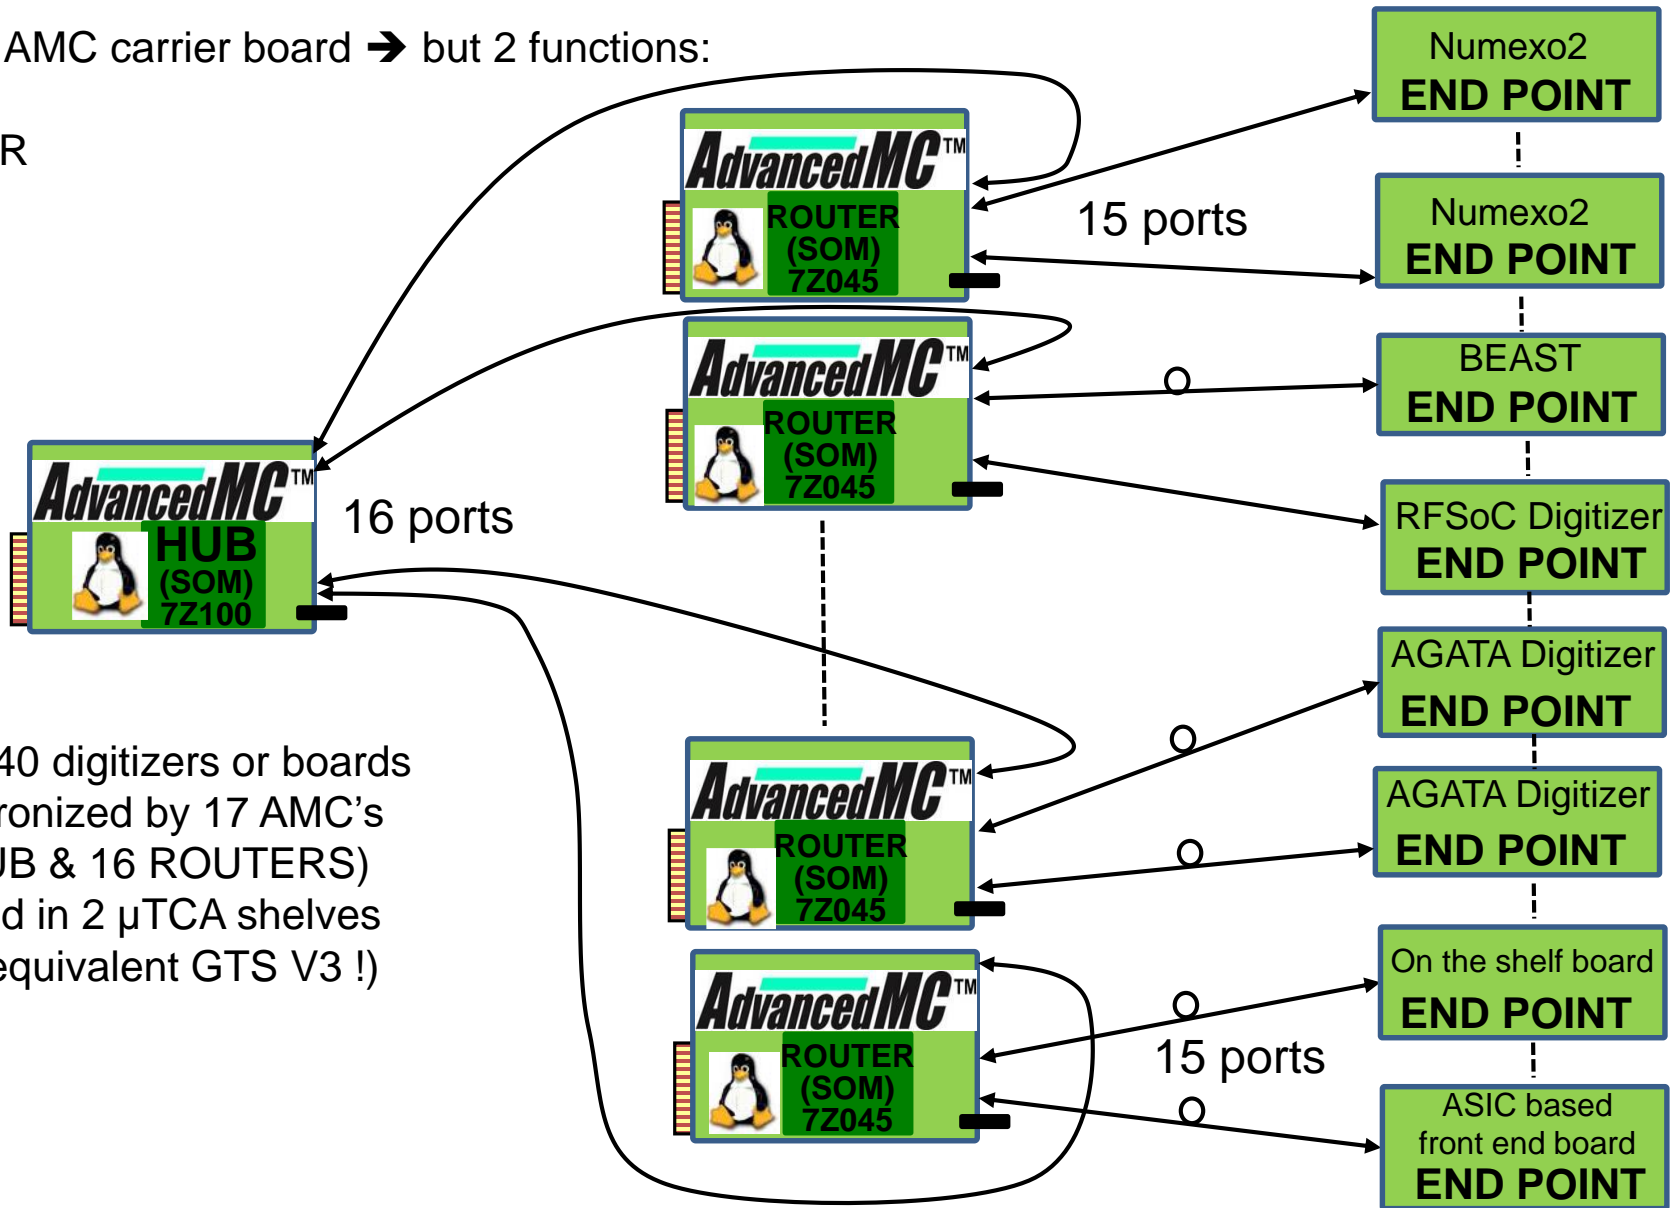 AMC carrier board ➔ but 2 functions:
R
AdvancedMC™
HUB
(SOM)
7Z100
16 ports
40 digitizers or boards
ronized by 17 AMC's
UB & 16 ROUTERS)
d in 2 µTCA shelves
equivalent GTS V3 !)
AdvancedMC™
ROUTER
(SOM)
7Z045
15 ports
AdvancedMC™
ROUTER
(SOM)
7Z045
AdvancedMC™
ROUTER
(SOM)
7Z045
AdvancedMC™
ROUTER
(SOM)
7Z045
15 ports
Numexo2
END POINT
Numexo2
END POINT
BEAST
END POINT
RFSoC Digitizer
END POINT
AGATA Digitizer
END POINT
AGATA Digitizer
END POINT
On the shelf board
END POINT
ASIC based
front end board
END POINT